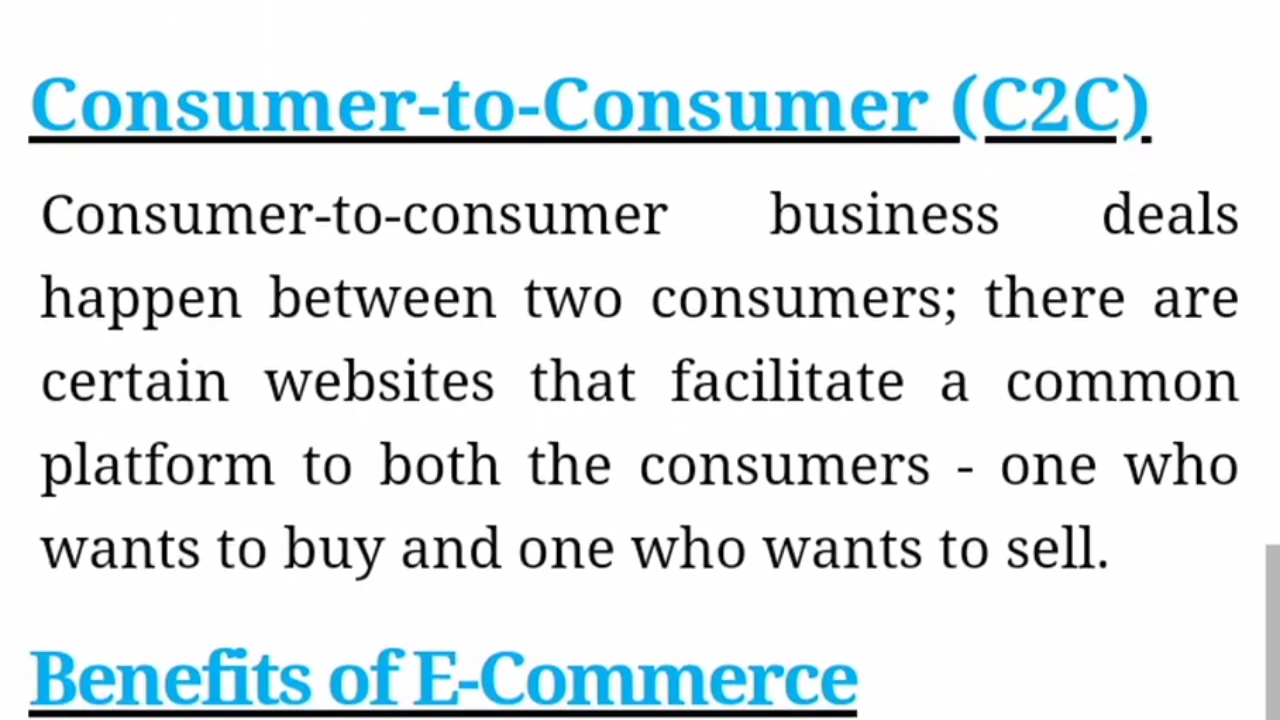 Consumer-to-Consumer (C2C)
Consumer-to-consumer business deals
happen between two consumers; there are
certain websites that facilitate a common
platform to both the consumers - one who
wants to buy and one who wants to sell.
Benefits of E-Commerce